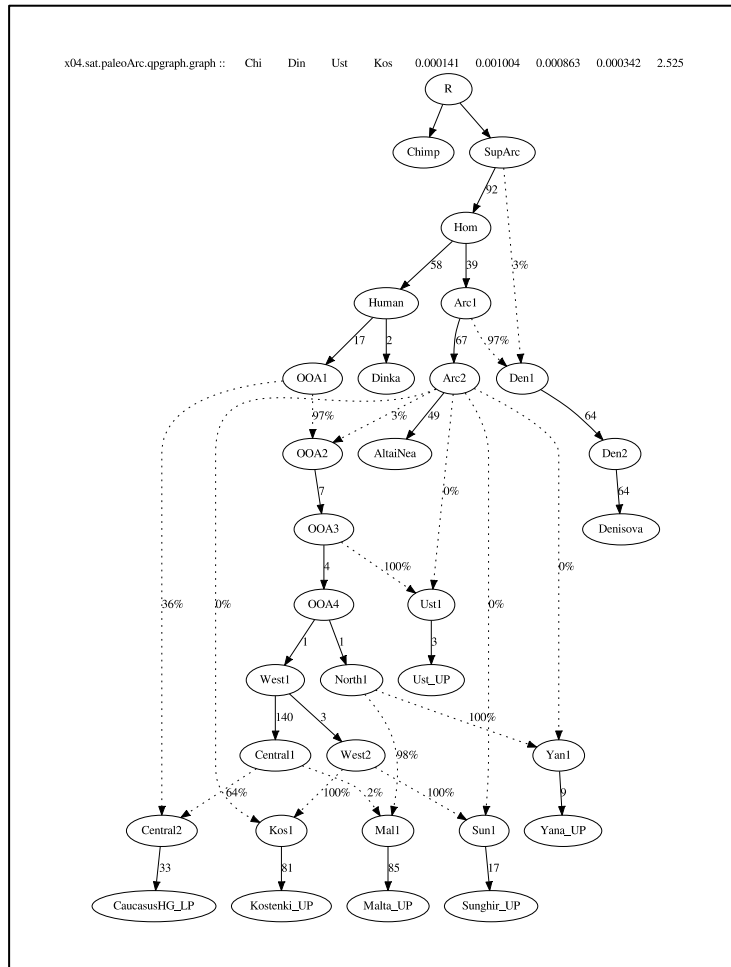 x04.sat.paleoArc.qpgraph.graph :: Chi Din Ust Kos 0.000141 0.001004 0.000863 0.000342 2.525
R
Chimp SupArc
92
Hom
58 39 3%
Human Arc1
17 2 67 97%
OOA1 Dinka Arc2 Den1
97% 3% 49 64
OOA2 AltaiNea Den2
7 0% 64
OOA3 Denisova
4 100% 0%
36% 0% OOA4 Ust1 0%
1 1 3
West1 North1 Ust_UP
140 3 100%
Central1 West2 98% Yan1
64% 100% 2% 100% 9
Central2 Kos1 Mal1 Sun1 Yana_UP
33 81 85 17
CaucasusHG_LP Kostenki_UP Malta_UP Sunghir_UP